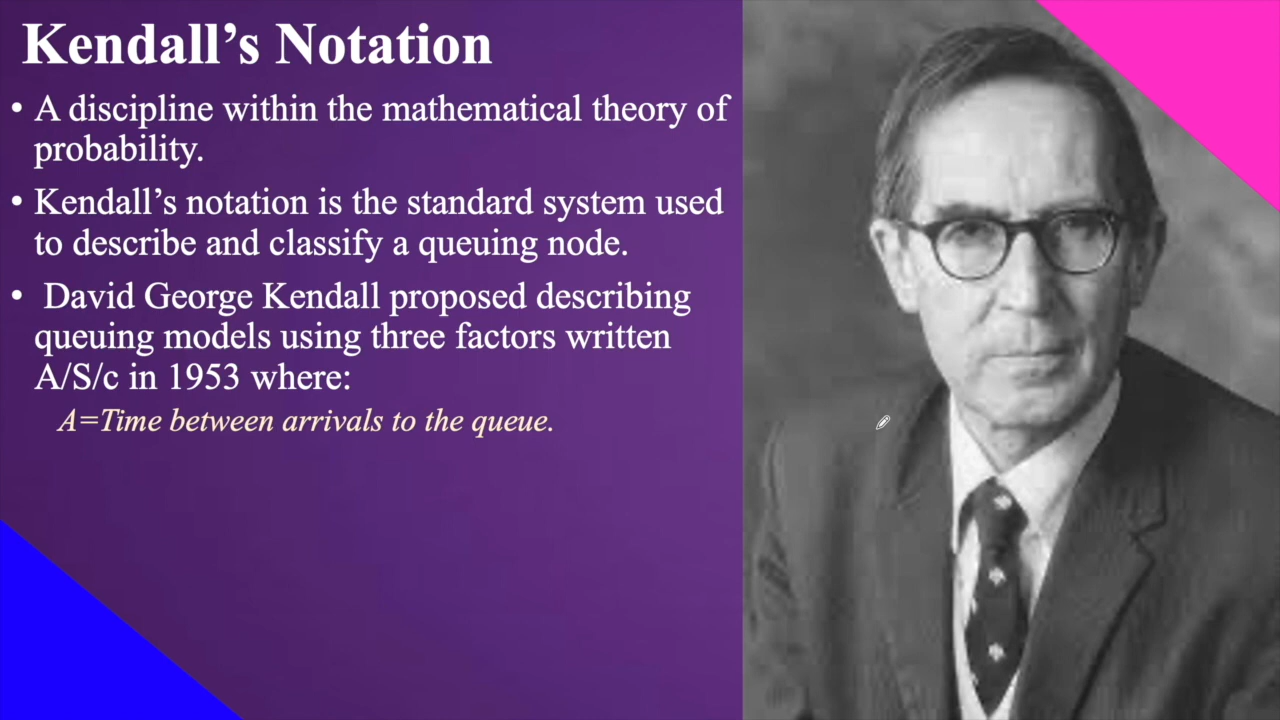 Kendall’s Notation
• A discipline within the mathematical theory of
probability.
• Kendall’s notation is the standard system used
to describe and classify a queuing node.
• David George Kendall proposed describing
queuing models using three factors written
A/S/c in 1953 where:
A=Time between arrivals to the queue.